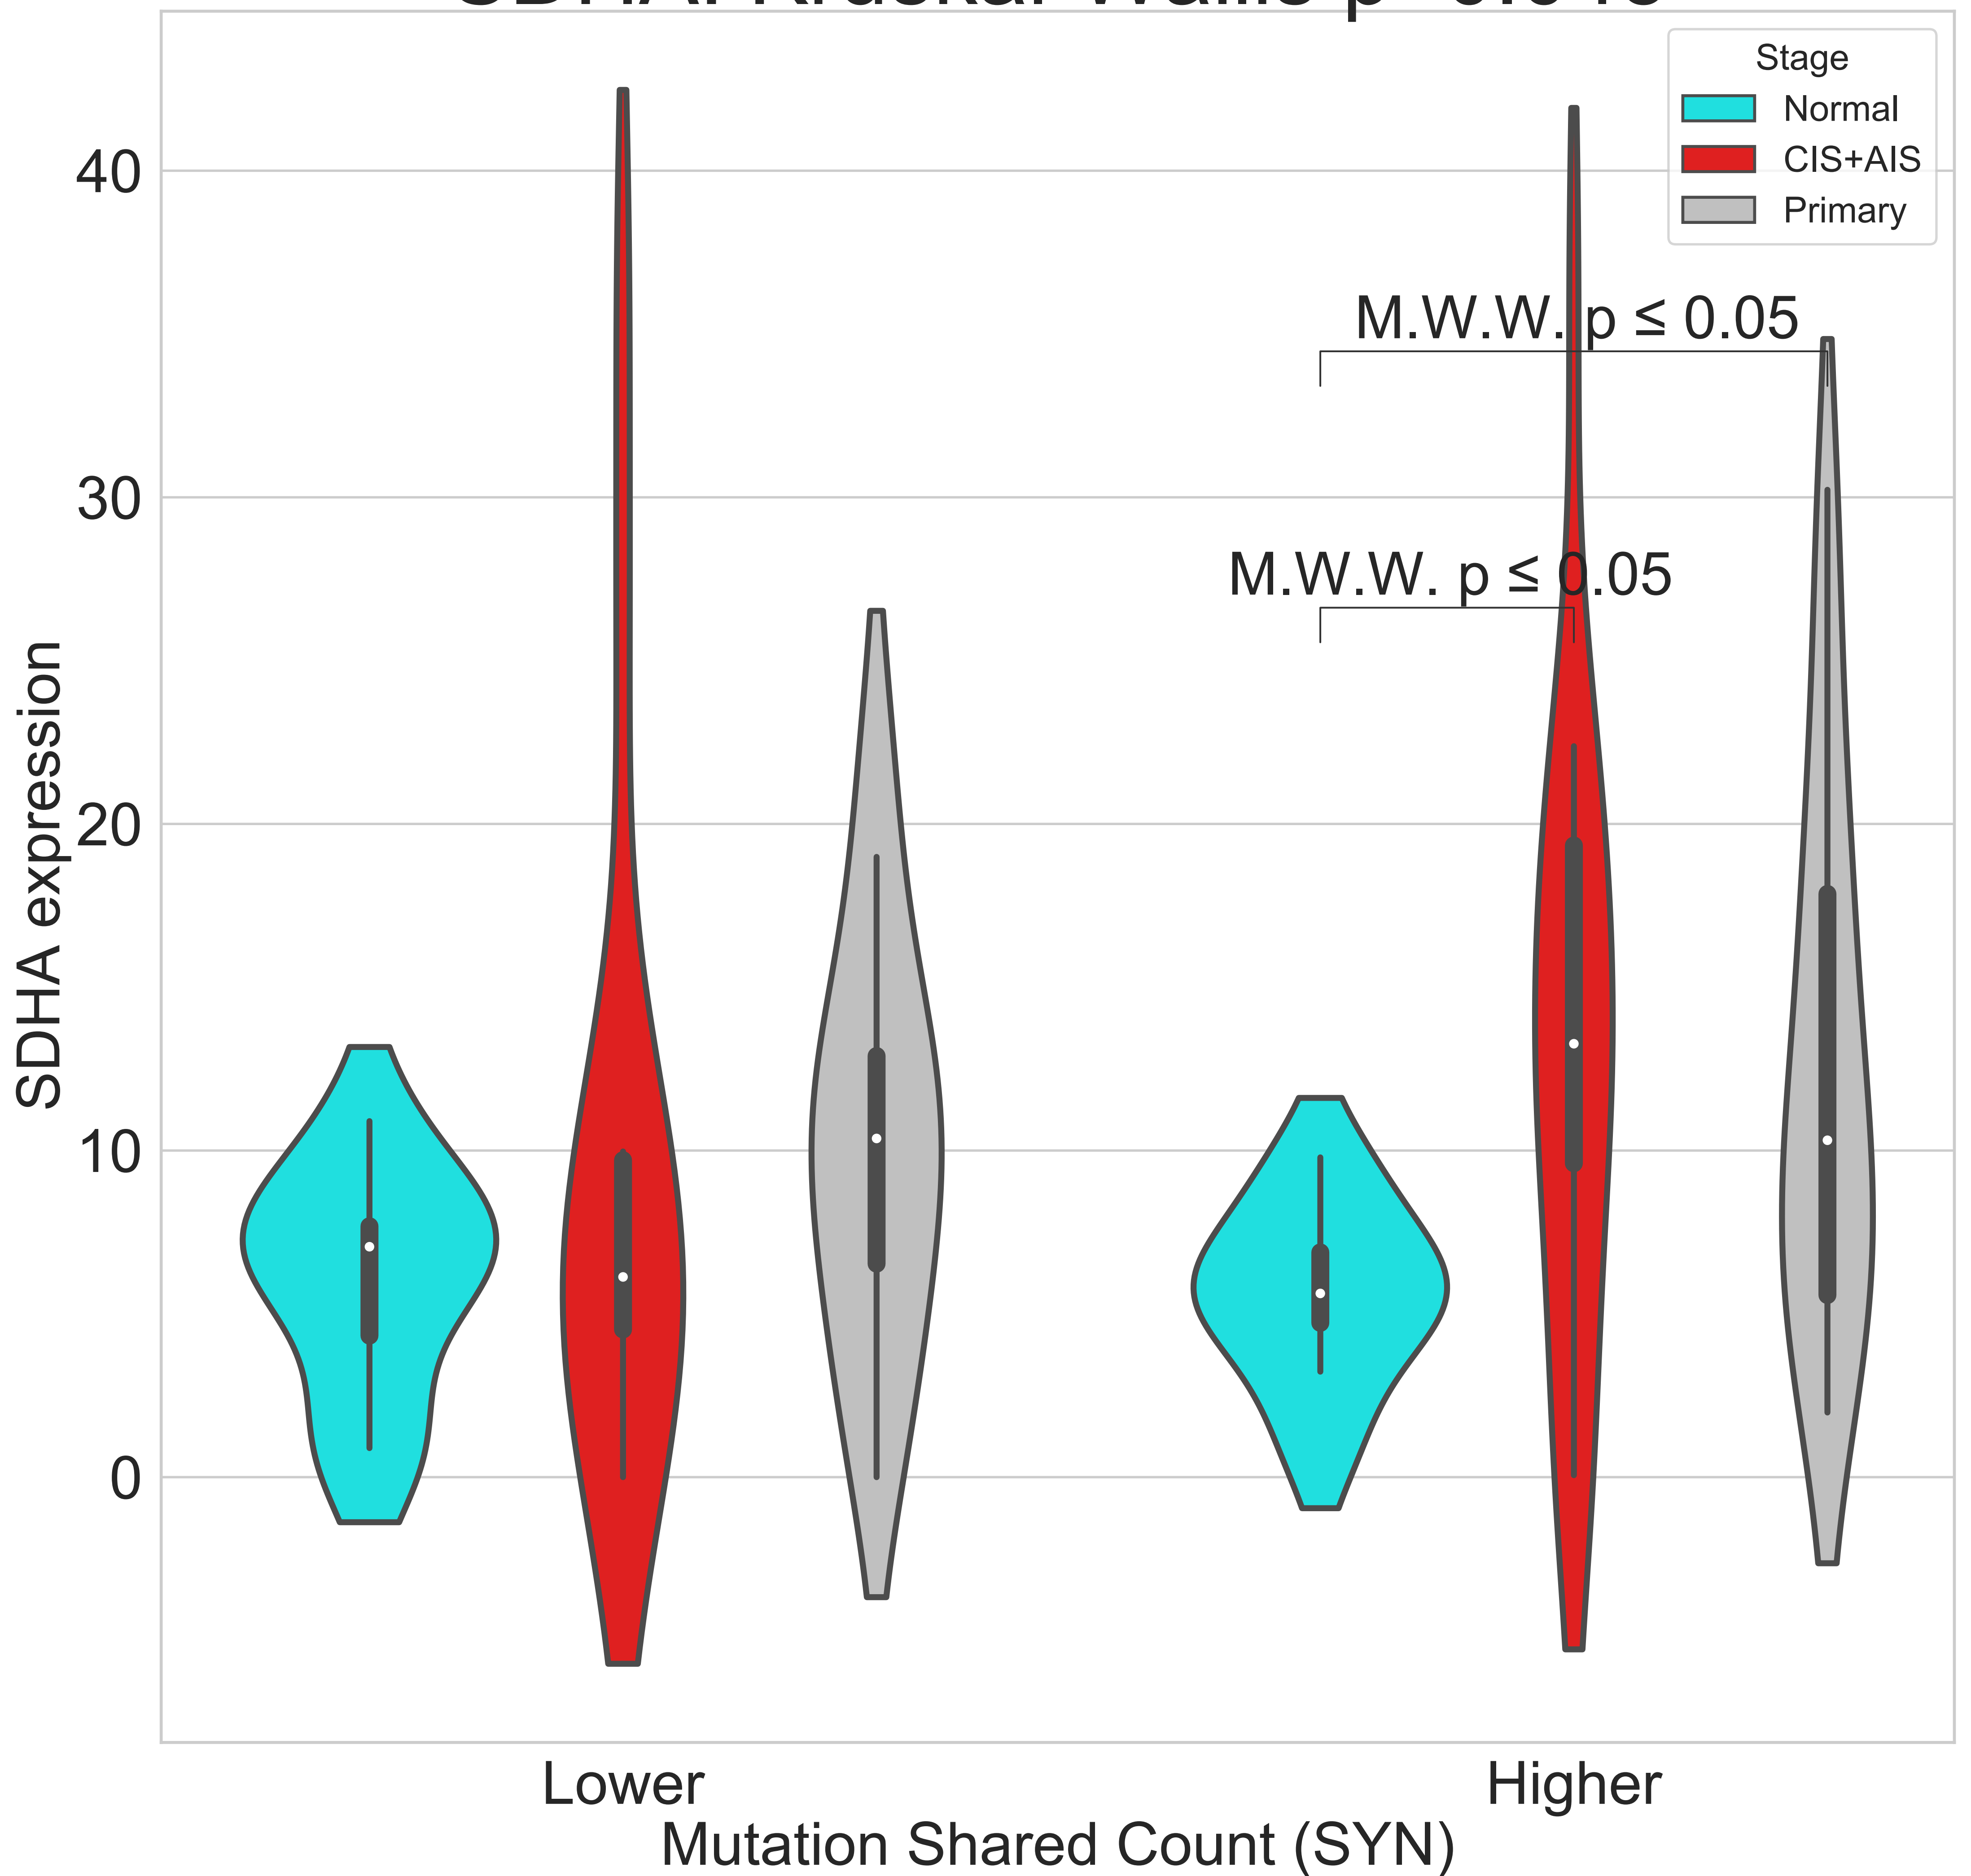 Stage
Normal
CIS+AIS
Primary
40
30
20
10
0
M.W.W. p ≤ 0.05
M.W.W. p ≤ 0.05
SDHA expression
Lower
Higher
Mutation Shared Count (SYN)